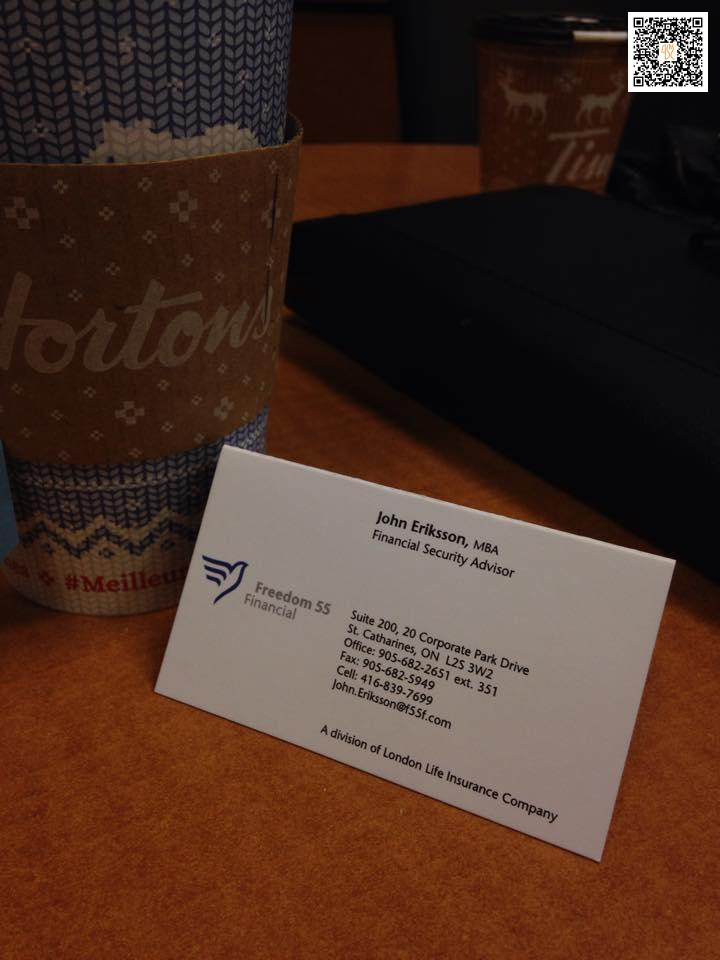 Tim
Hortons
#Meilleu
John Eriksson, MBA
Financial Security Advisor
Freedom 55
Financial
Suite 200, 20 Corporate Park Drive
St. Catharines, ON L2S 3W2
Office: 905-682-2651 ext. 351
Fax: 905-682-5949
Cell: 416-839-7699
John.Eriksson@f55f.com
A division of London Life Insurance Company